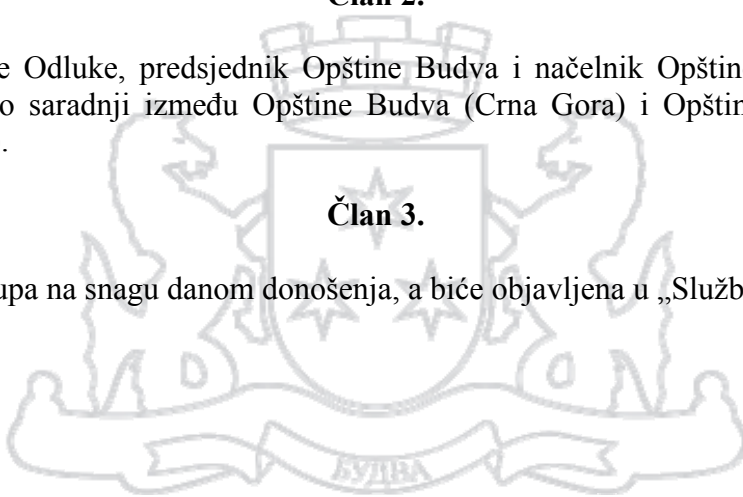 Član 2.
e Odluke, predsjednik Opštine Budva i načelnik Opštin
o saradnji između Opštine Budva (Crna Gora) i Opštin
.
Član 3.
upa na snagu danom donošenja, a biće objavljena u „Služb
БУДВА